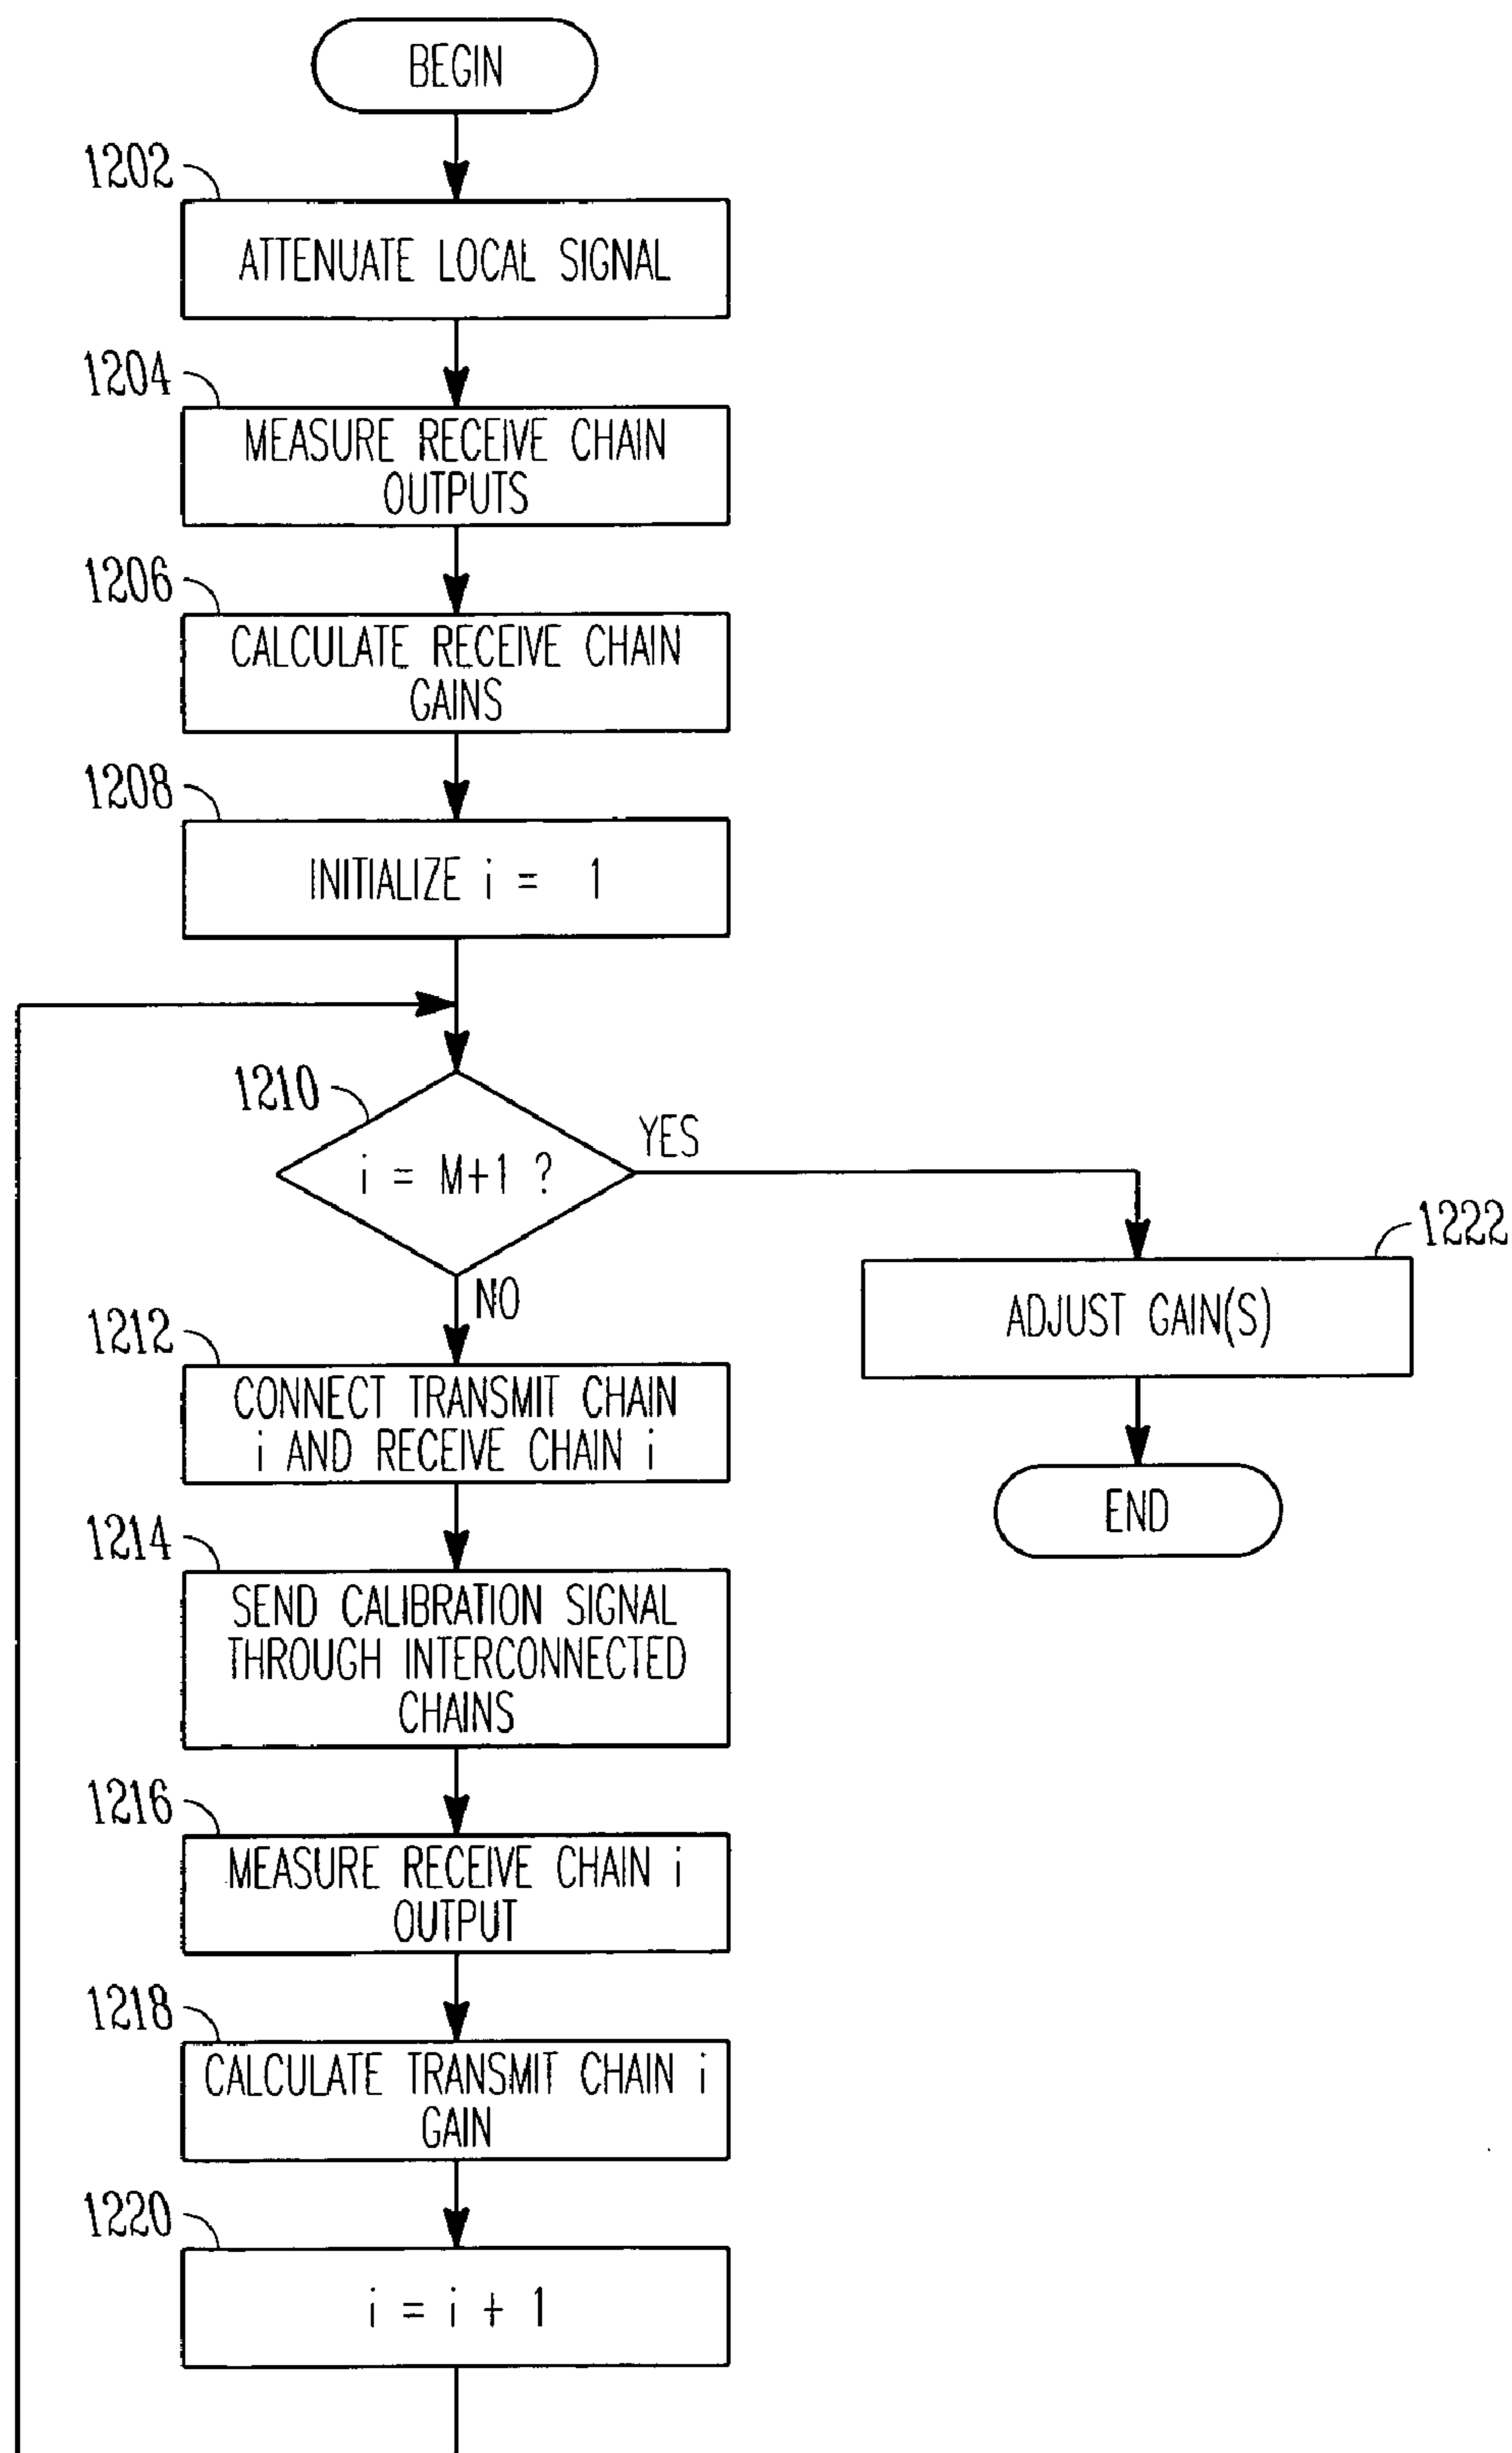 BEGIN
1202
ATTENUATE LOCAL SIGNAL
1204
MEASURE RECEIVE CHAIN
OUTPUTS
1206
CALCULATE RECEIVE CHAIN
GAINS
1208
INITIALIZE i = 1
1210
i = M+1 ?
YES
NO
1222
ADJUST GAIN(S)
END
1212
CONNECT TRANSMIT CHAIN
i AND RECEIVE CHAIN i
1214
SEND CALIBRATION SIGNAL
THROUGH INTERCONNECTED
CHAINS
1216
MEASURE RECEIVE CHAIN i
OUTPUT
1218
CALCULATE TRANSMIT CHAIN i
GAIN
1220
i = i + 1